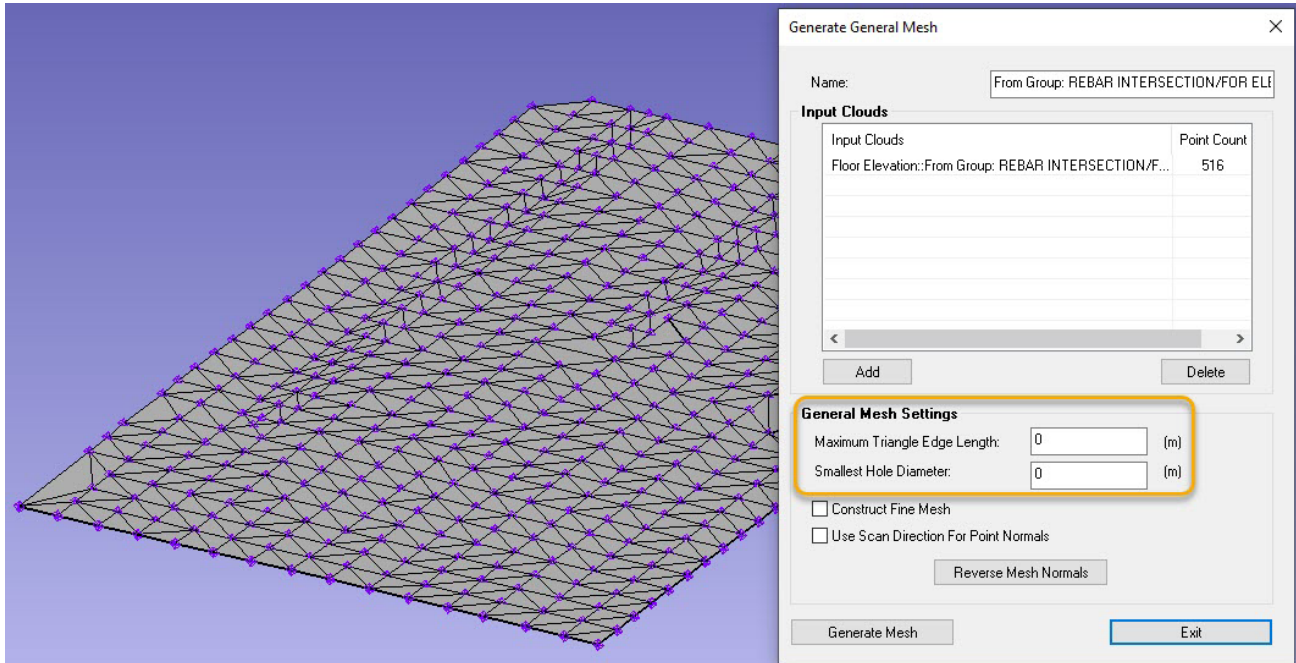 Generate General Mesh
Name: From Group: REBAR INTERSECTION/FOR ELE
Input Clouds
Input Clouds Point Count
Floor Elevation::From Group: REBAR INTERSECTION/F... 516
Add Delete
General Mesh Settings
Maximum Triangle Edge Length: 0 (m)
Smallest Hole Diameter: 0 (m)
Construct Fine Mesh
Use Scan Direction For Point Normals
Reverse Mesh Normals
Generate Mesh Exit